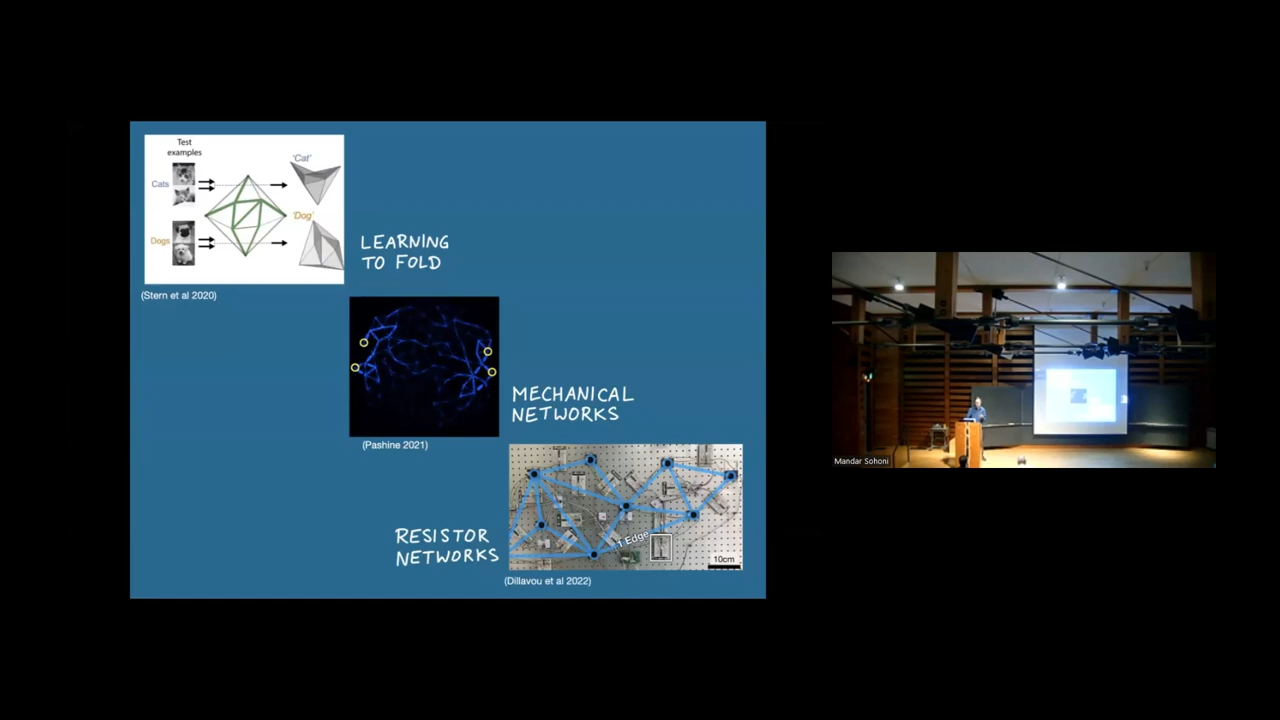 Test
examples
Cats
'Cat'
Dogs
'Dog'
(Stern et al 2020)
LEARNING
TO FOLD
(Pashine 2021)
MECHANICAL
NETWORKS
RESISTOR
NETWORKS
1 Edge
10cm
(Dillavou et al 2022)
Mandar Sohoni